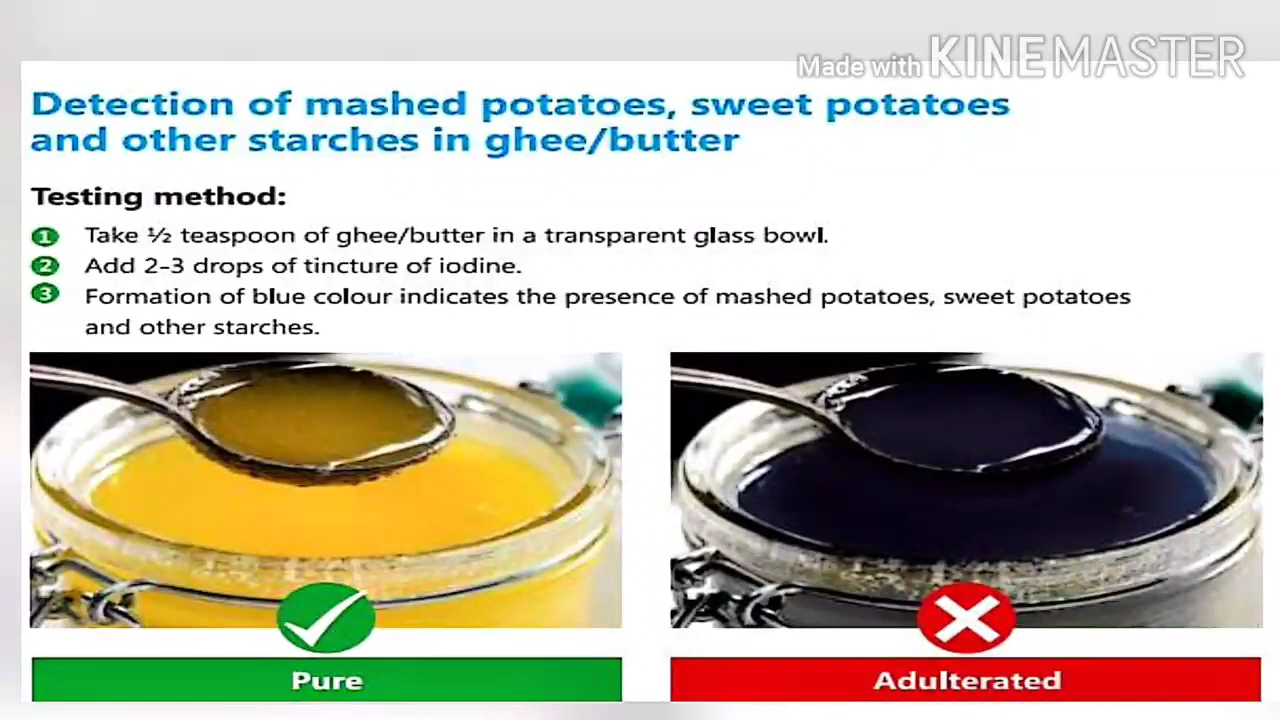 Made with KINEMASTER
Detection of mashed potatoes, sweet potatoes
and other starches in ghee/butter
Testing method:
1 Take ½ teaspoon of ghee/butter in a transparent glass bowl.
2 Add 2-3 drops of tincture of iodine.
3 Formation of blue colour indicates the presence of mashed potatoes, sweet potatoes
and other starches.
Pure
Adulterated